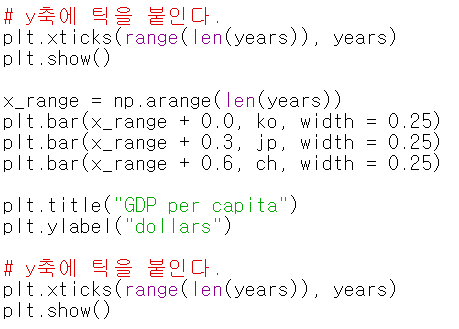 # y축에 틱을 붙인다.
plt.xticks(range(len(years)), years)
plt.show()
x_range = np.arange(len(years))
plt.bar(x_range + 0.0, ko, width = 0.25)
plt.bar(x_range + 0.3, jp, width = 0.25)
plt.bar(x_range + 0.6, ch, width = 0.25)
plt.title("GDP per capita")
plt.ylabel("dollars")
# y축에 틱을 붙인다.
plt.xticks(range(len(years)), years)
plt.show()